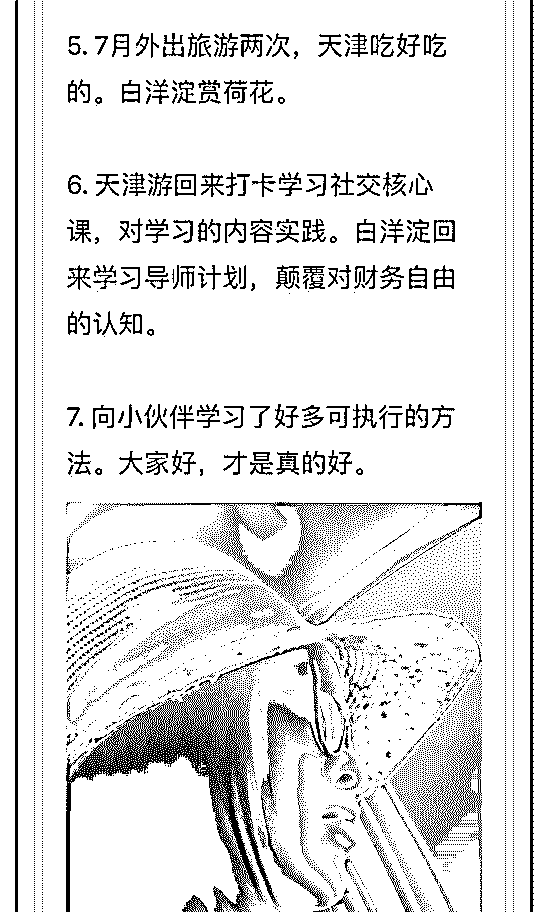 5. 7月外出旅游两次，天津吃好吃
的。白洋淀赏荷花。
6. 天津游回来打卡学习社交核心
课，对学习的内容实践。白洋淀回
来学习导师计划，颠覆对财务自由
的认知。
7. 向小伙伴学习了好多可执行的方
法。大家好，才是真的好。